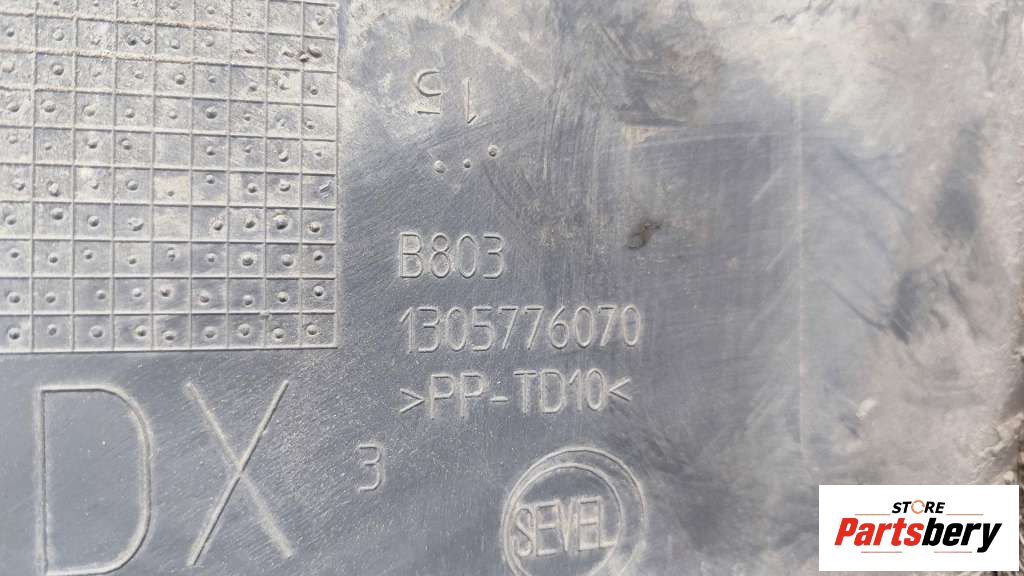 15
B803
1305776070
>PP-TD10<
DX
3
SEVEL
STORE
Partsbery